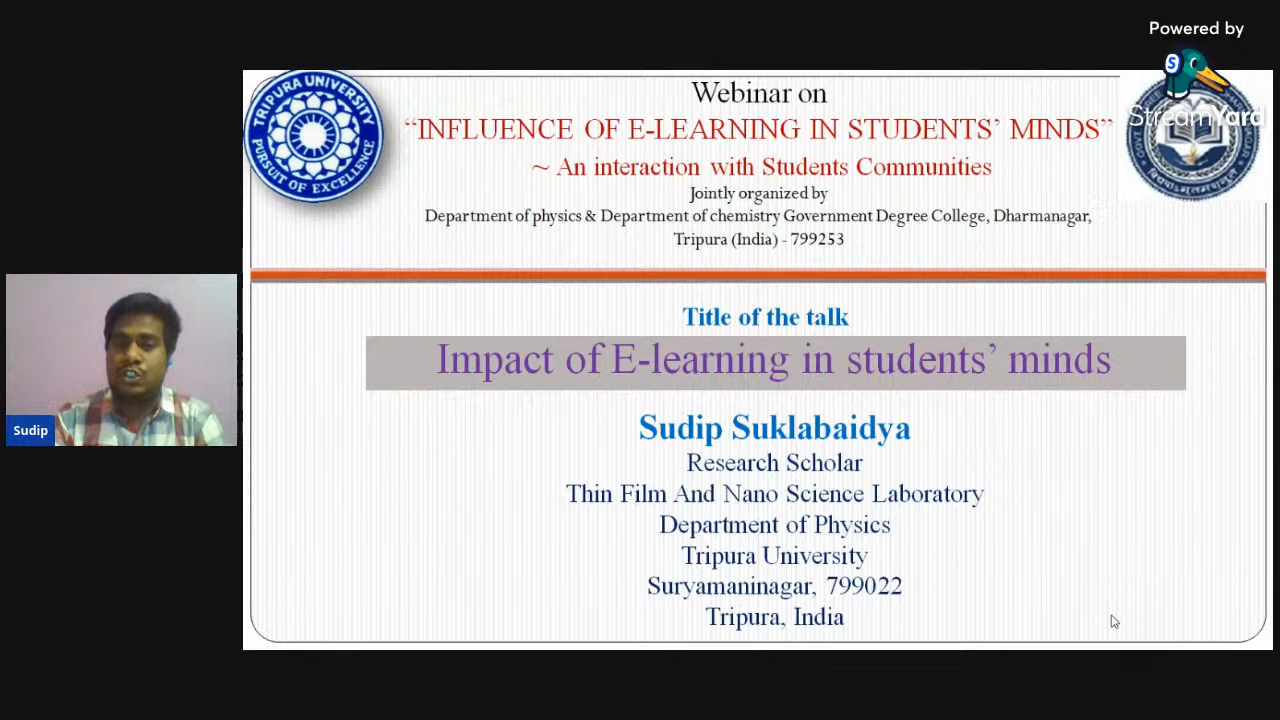 Powered by
StreamYard
TRIPURA UNIVERSITY
PURSUIT OF EXCELLENCE
Webinar on
“INFLUENCE OF E-LEARNING IN STUDENTS’ MINDS”
~ An interaction with Students Communities
Jointly organized by
Department of physics & Department of chemistry Government Degree College, Dharmanagar,
Tripura (India) - 799253
Title of the talk
Impact of E-learning in students’ minds
Sudip Suklabaidya
Research Scholar
Thin Film And Nano Science Laboratory
Department of Physics
Tripura University
Suryamaninagar, 799022
Tripura, India
Sudip